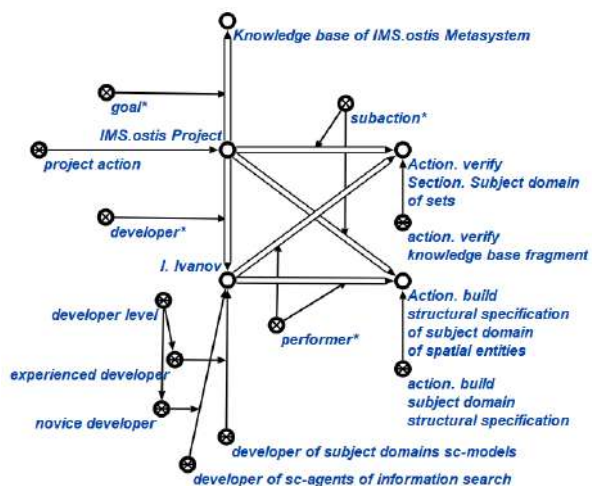 Knowledge base of IMS.ostis Metasystem
goal*
subaction*
IMS.ostis Project
project action
Action. verify
Section. Subject domain
of sets
developer*
action. verify
knowledge base fragment
I. Ivanov
Action. build
structural specification
of subject domain
of spatial entities
developer level
performer*
experienced developer
action. build
subject domain
structural specification
novice developer
developer of subject domains sc-models
developer of sc-agents of information search